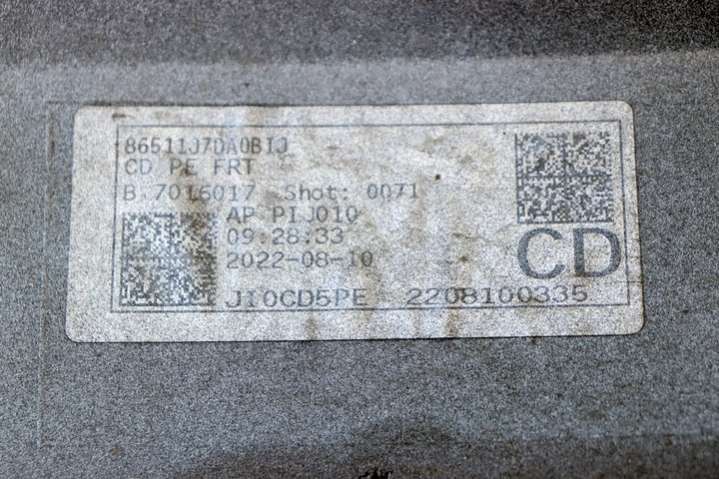 86511J7DA0BIJ
CD PE FRT
B.7016017 Shot: 0071
AP PIJ010
09:28:33
2022-08-10
CD
JI0CD5PE 2208100335